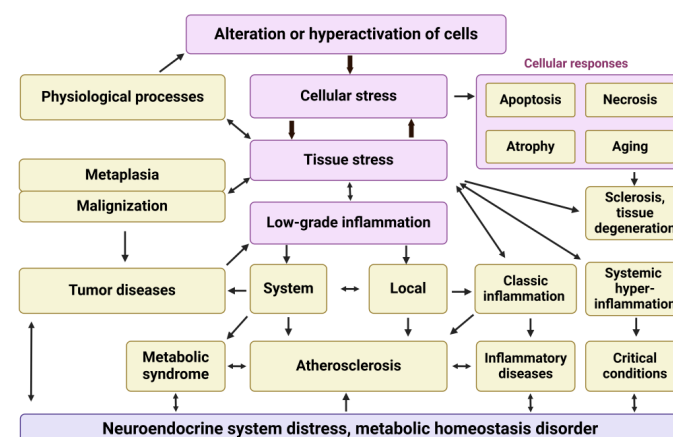 Alteration or hyperactivation of cells
Cellular responses
Physiological processes
Cellular stress
Apoptosis
Necrosis
Atrophy
Aging
Tissue stress
Metaplasia
Malignization
Sclerosis,
tissue
degeneration
Low-grade inflammation
Tumor diseases
System
Local
Classic
inflammation
Systemic
hyper-
inflammation
Metabolic
syndrome
Atherosclerosis
Inflammatory
diseases
Critical
conditions
Neuroendocrine system distress, metabolic homeostasis disorder